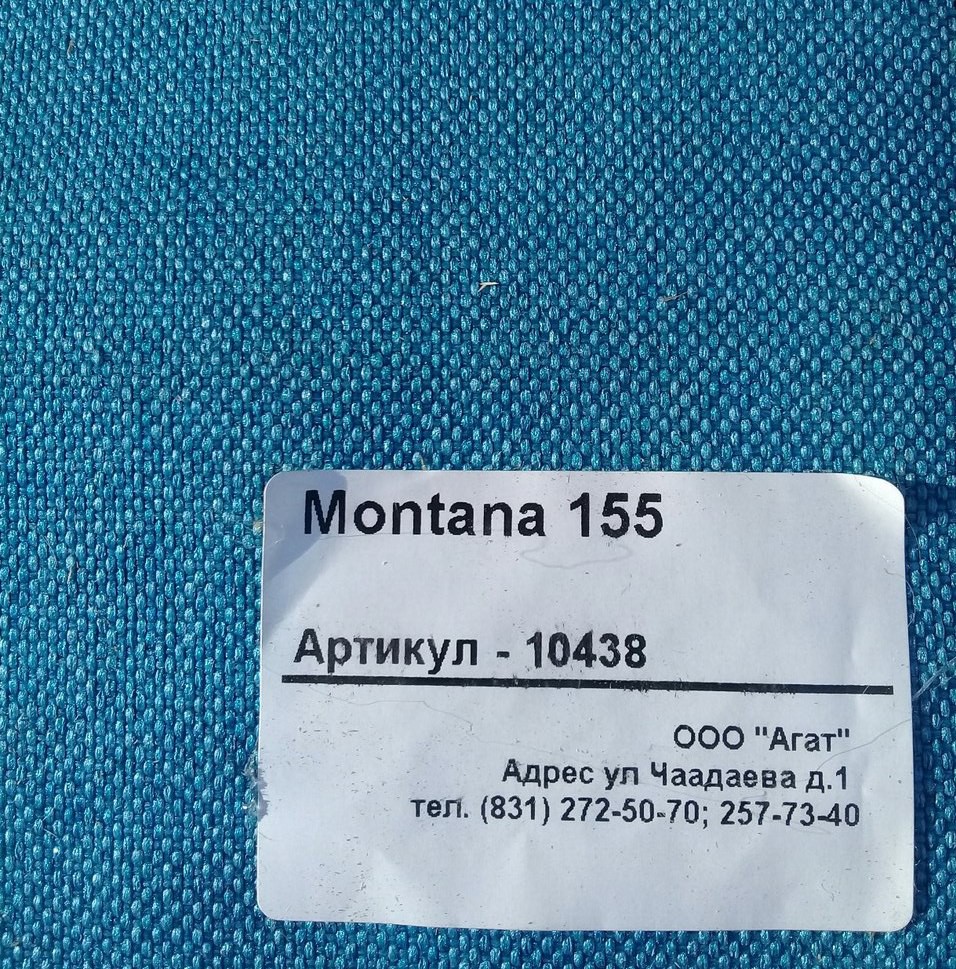 Montana 155
Артикул - 10438
ООО "Агат"
Адрес ул Чаадаева д.1
тел. (831) 272-50-70; 257-73-40